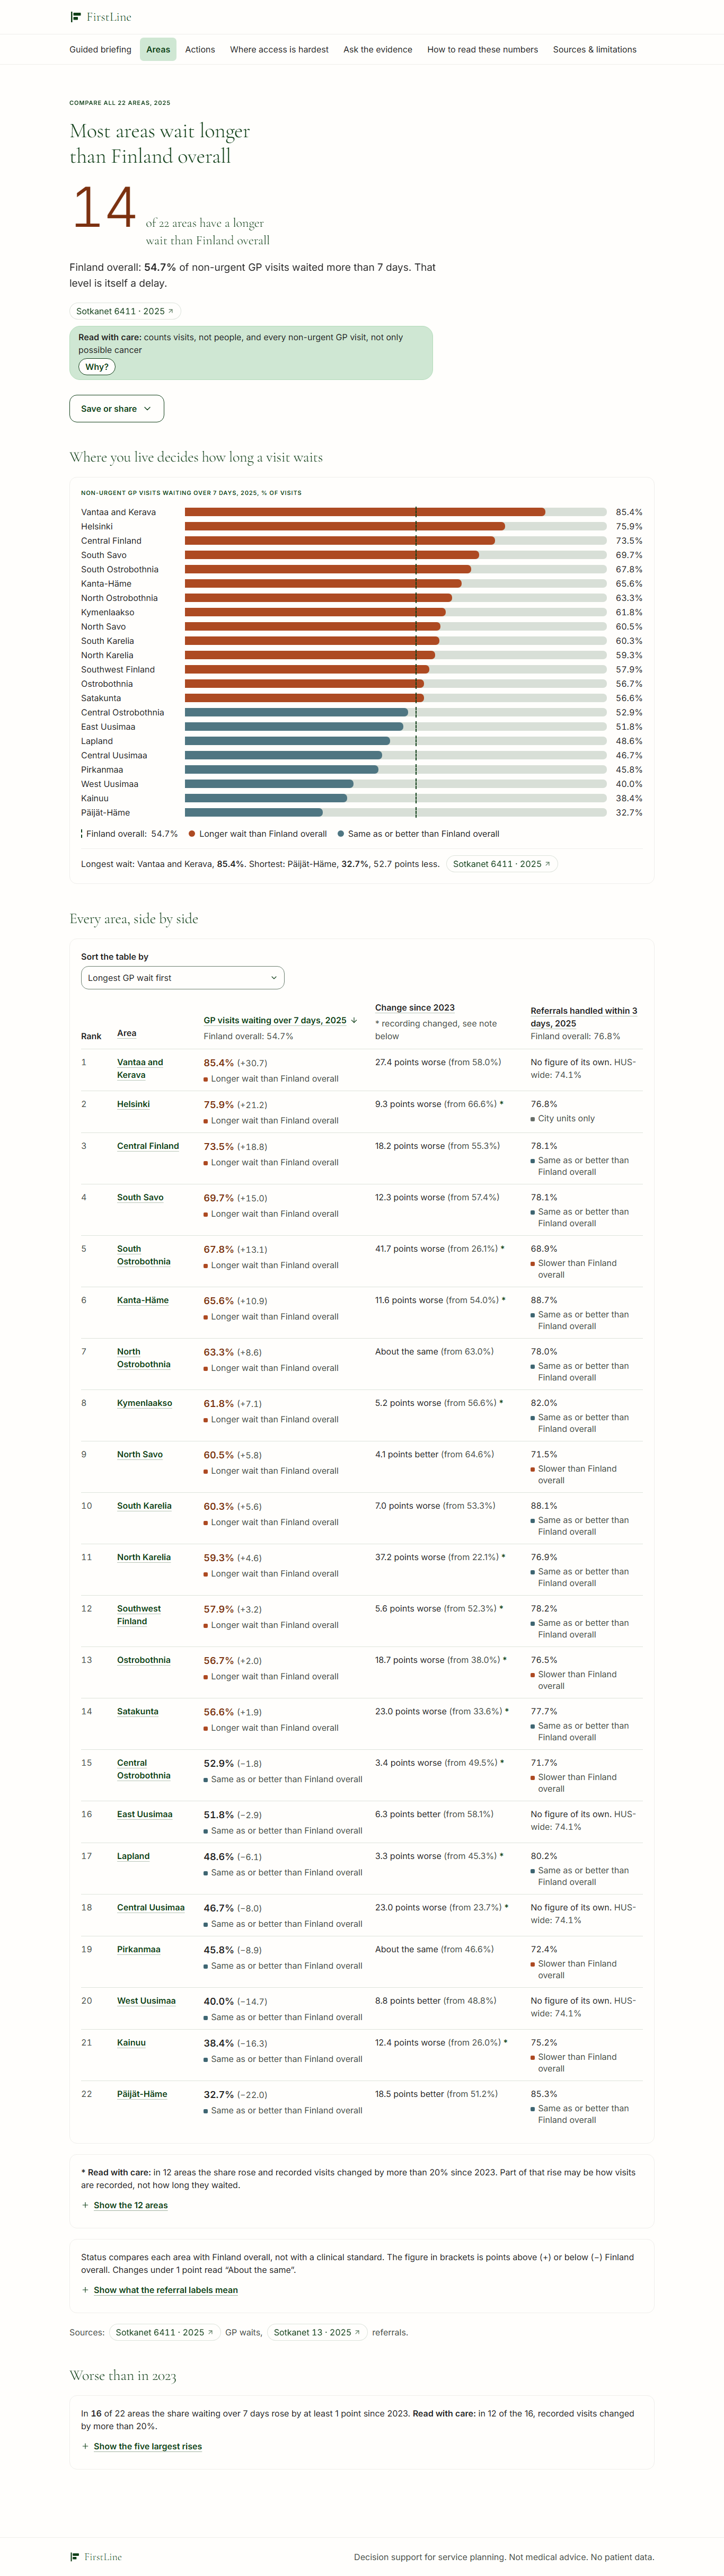 FirstLine
Guided briefing Areas Actions Where access is hardest Ask the evidence How to read these numbers Sources & limitations
COMPARE ALL 22 AREAS, 2025
Most areas wait longer
than Finland overall
14 of 22 areas have a longer
wait than Finland overall
Finland overall: 54.7% of non-urgent GP visits waited more than 7 days. That
level is itself a delay.
Sotkanet 6411 · 2025 ↗
Read with care: counts visits, not people, and every non-urgent GP visit, not only
possible cancer
Why?
Save or share
Where you live decides how long a visit waits
NON-URGENT GP VISITS WAITING OVER 7 DAYS, 2025, % OF VISITS
Vantaa and Kerava 85.4%
Helsinki 75.9%
Central Finland 73.5%
South Savo 69.7%
South Ostrobothnia 67.8%
Kanta-Häme 65.6%
North Ostrobothnia 63.3%
Kymenlaakso 61.8%
North Savo 60.5%
South Karelia 60.3%
North Karelia 59.3%
Southwest Finland 57.9%
Ostrobothnia 56.7%
Satakunta 56.6%
Central Ostrobothnia 52.9%
East Uusimaa 51.8%
Lapland 48.6%
Central Uusimaa 46.7%
Pirkanmaa 45.8%
West Uusimaa 40.0%
Kainuu 38.4%
Päijät-Häme 32.7%
Finland overall: 54.7% Longer wait than Finland overall Same as or better than Finland overall
Longest wait: Vantaa and Kerava, 85.4%. Shortest: Päijät-Häme, 32.7%, 52.7 points less. Sotkanet 6411 · 2025 ↗
Every area, side by side
Sort the table by
Longest GP wait first
Rank
Area
GP visits waiting over 7 days, 2025 ↓
Finland overall: 54.7%
Change since 2023
* recording changed, see note
below
Referrals handled within 3
days, 2025
Finland overall: 76.8%
1 Vantaa and 85.4% (+30.7) 27.4 points worse (from 58.0%) No figure of its own. HUS-
Kerava Longer wait than Finland overall wide: 74.1%
2 Helsinki 75.9% (+21.2) 9.3 points worse (from 66.6%) * 76.8%
Longer wait than Finland overall City units only
3 Central Finland 73.5% (+18.8) 18.2 points worse (from 55.3%) 78.1%
Longer wait than Finland overall Same as or better than
Finland overall
4 South Savo 69.7% (+15.0) 12.3 points worse (from 57.4%) 78.1%
Longer wait than Finland overall Same as or better than
Finland overall
5 South 67.8% (+13.1) 41.7 points worse (from 26.1%) * 68.9%
Ostrobothnia Longer wait than Finland overall Slower than Finland
overall
6 Kanta-Häme 65.6% (+10.9) 11.6 points worse (from 54.0%) * 88.7%
Longer wait than Finland overall Same as or better than
Finland overall
7 North 63.3% (+8.6) About the same (from 63.0%) 78.0%
Ostrobothnia Longer wait than Finland overall Same as or better than
Finland overall
8 Kymenlaakso 61.8% (+7.1) 5.2 points worse (from 56.6%) * 82.0%
Longer wait than Finland overall Same as or better than
Finland overall
9 North Savo 60.5% (+5.8) 4.1 points better (from 64.6%) 71.5%
Longer wait than Finland overall Slower than Finland
overall
10 South Karelia 60.3% (+5.6) 7.0 points worse (from 53.3%) 88.1%
Longer wait than Finland overall Same as or better than
Finland overall
11 North Karelia 59.3% (+4.6) 37.2 points worse (from 22.1%) * 76.9%
Longer wait than Finland overall Same as or better than
Finland overall
12 Southwest 57.9% (+3.2) 5.6 points worse (from 52.3%) * 78.2%
Finland Longer wait than Finland overall Same as or better than
Finland overall
13 Ostrobothnia 56.7% (+2.0) 18.7 points worse (from 38.0%) * 76.5%
Longer wait than Finland overall Slower than Finland
overall
14 Satakunta 56.6% (+1.9) 23.0 points worse (from 33.6%) * 77.7%
Longer wait than Finland overall Same as or better than
Finland overall
15 Central 52.9% (−1.8) 3.4 points worse (from 49.5%) * 71.7%
Ostrobothnia Same as or better than Finland overall Slower than Finland
overall
16 East Uusimaa 51.8% (−2.9) 6.3 points better (from 58.1%) No figure of its own. HUS-
Same as or better than Finland overall wide: 74.1%
17 Lapland 48.6% (−6.1) 3.3 points worse (from 45.3%) * 80.2%
Same as or better than Finland overall Same as or better than
Finland overall
18 Central Uusimaa 46.7% (−8.0) 23.0 points worse (from 23.7%) * No figure of its own. HUS-
Same as or better than Finland overall wide: 74.1%
19 Pirkanmaa 45.8% (−8.9) About the same (from 46.6%) 72.4%
Same as or better than Finland overall Slower than Finland
overall
20 West Uusimaa 40.0% (−14.7) 8.8 points better (from 48.8%) No figure of its own. HUS-
Same as or better than Finland overall wide: 74.1%
21 Kainuu 38.4% (−16.3) 12.4 points worse (from 26.0%) * 75.2%
Same as or better than Finland overall Slower than Finland
overall
22 Päijät-Häme 32.7% (−22.0) 18.5 points better (from 51.2%) 85.3%
Same as or better than Finland overall Same as or better than
Finland overall
* Read with care: in 12 areas the share rose and recorded visits changed by more than 20% since 2023. Part of that rise may be how visits
are recorded, not how long they waited.
+ Show the 12 areas
Status compares each area with Finland overall, not with a clinical standard. The figure in brackets is points above (+) or below (−) Finland
overall. Changes under 1 point read “About the same”.
+ Show what the referral labels mean
Sources: Sotkanet 6411 · 2025 ↗ GP waits, Sotkanet 13 · 2025 ↗ referrals.
Worse than in 2023
In 16 of 22 areas the share waiting over 7 days rose by at least 1 point since 2023. Read with care: in 12 of the 16, recorded visits changed
by more than 20%.
+ Show the five largest rises
FirstLine
Decision support for service planning. Not medical advice. No patient data.